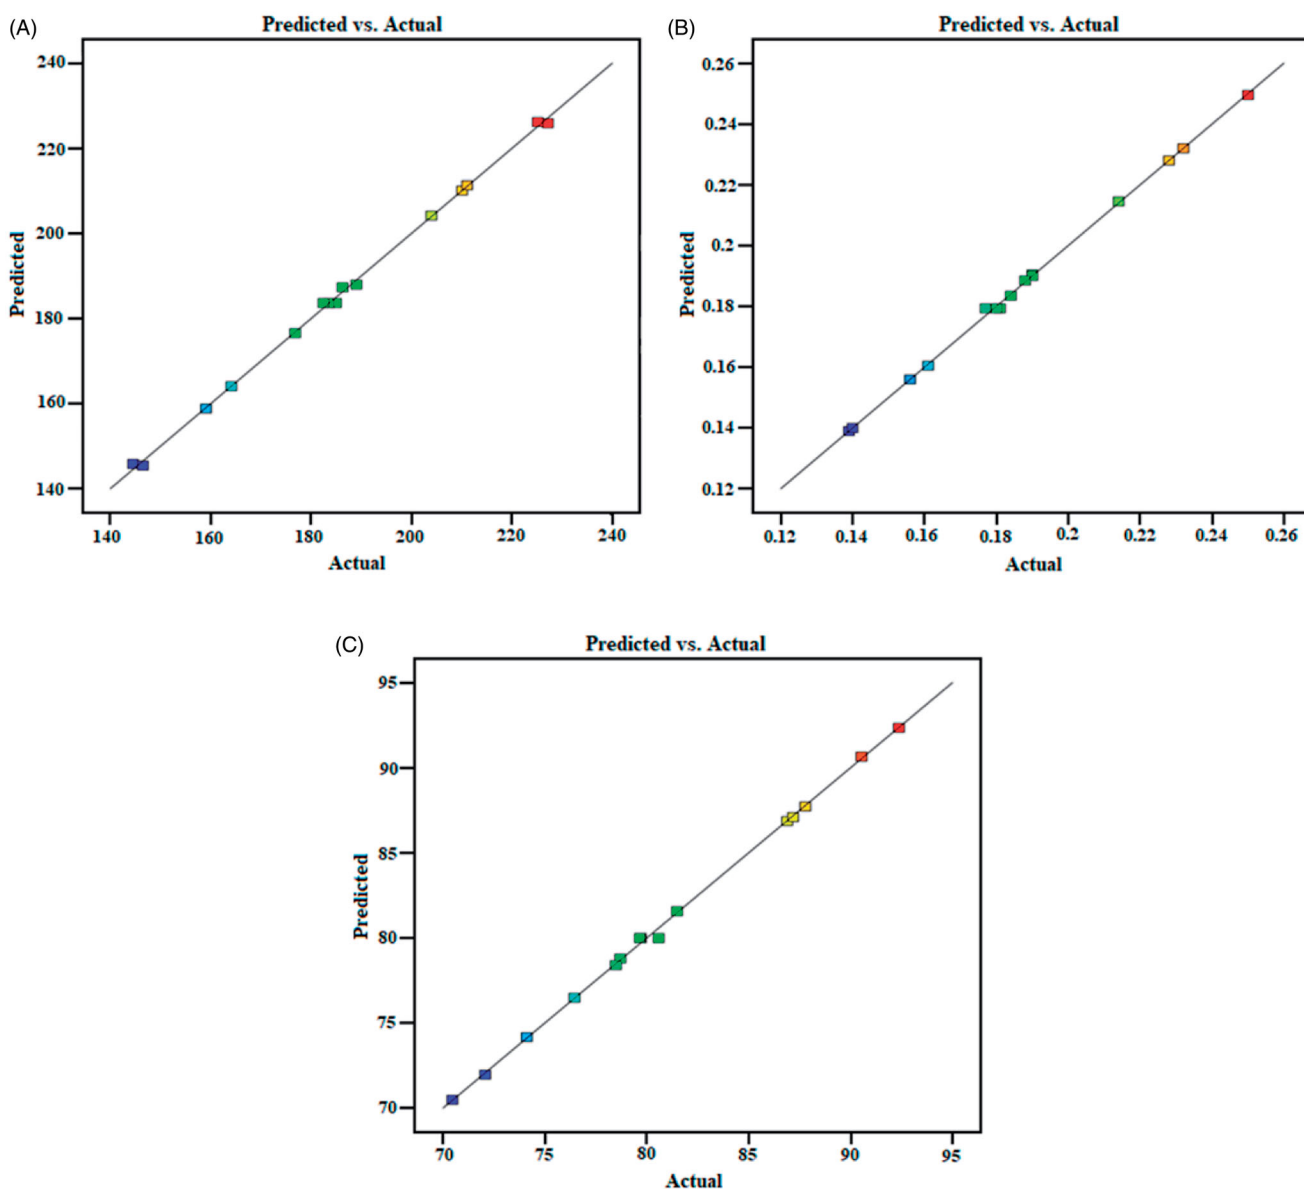 (A)
Predicted vs. Actual
240
220
200
180
160
140
Predicted
140 160 180 200 220 240
Actual
(B)
Predicted vs. Actual
0.26
0.24
0.22
0.2
0.18
0.16
0.14
0.12
Predicted
0.12 0.14 0.16 0.18 0.2 0.22 0.24 0.26
Actual
(C)
Predicted vs. Actual
95
90
85
80
75
70
Predicted
70 75 80 85 90 95
Actual